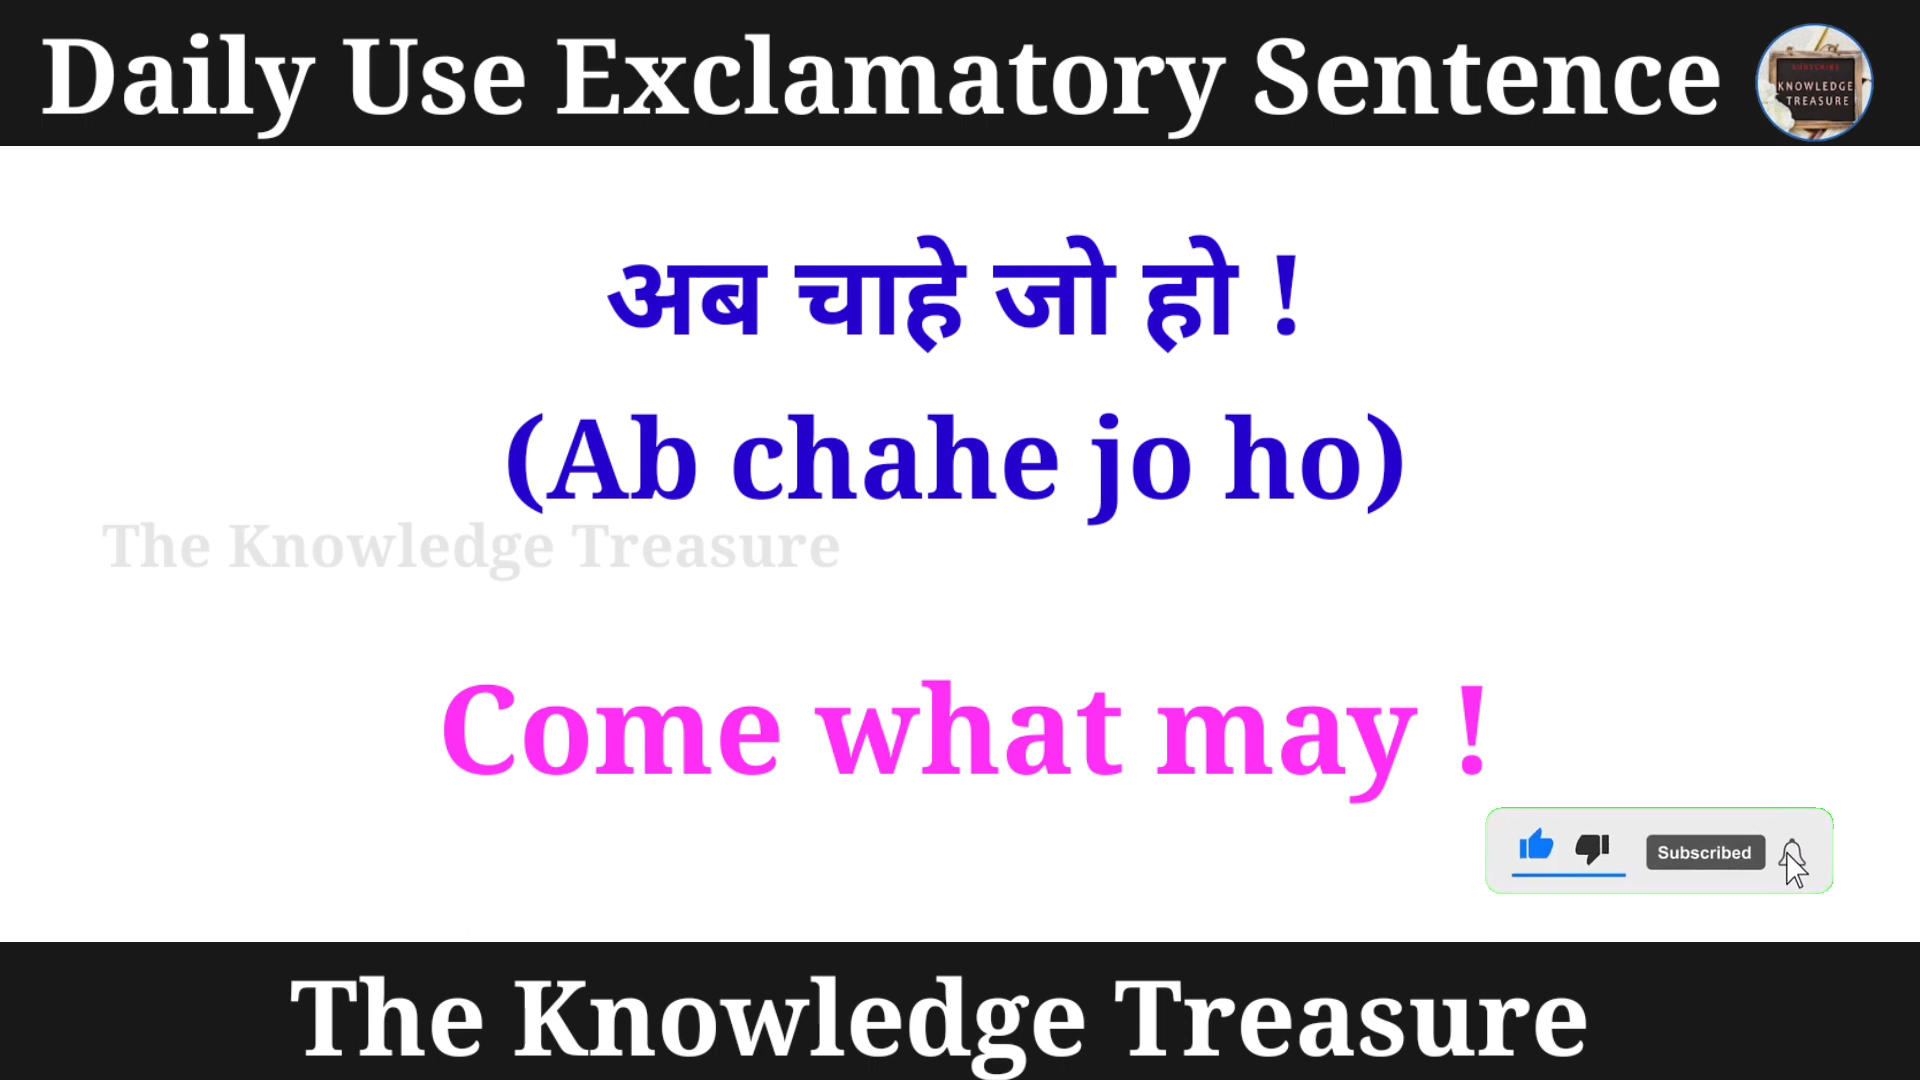 Daily Use Exclamatory Sentence
SUBSCRIBE
KNOWLEDGE
TREASURE
अब चाहे जो हो !
(Ab chahe jo ho)
The Knowledge Treasure
Come what may !
Subscribed
The Knowledge Treasure